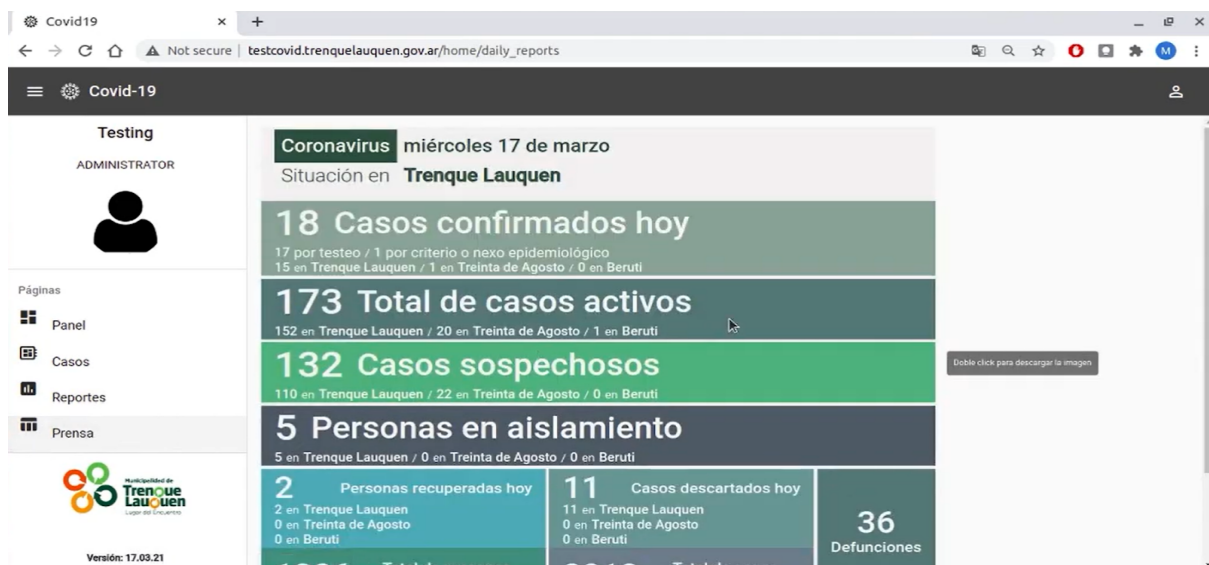 Covid19
Not secure | testcovid.trenquelauquen.gov.ar/home/daily_reports
M
Covid-19
Testing
ADMINISTRATOR
Páginas
Panel
Casos
Reportes
Prensa
Municipalidad de
Trenque
Lauquen
Lugar del Encuentro
Versión: 17.03.21
Coronavirus miércoles 17 de marzo
Situación en Trenque Lauquen
18 Casos confirmados hoy
17 por testeo / 1 por criterio o nexo epidemiológico
15 en Trenque Lauquen / 1 en Treinta de Agosto / 0 en Beruti
173 Total de casos activos
152 en Trenque Lauquen / 20 en Treinta de Agosto / 1 en Beruti
132 Casos sospechosos
110 en Trenque Lauquen / 22 en Treinta de Agosto / 0 en Beruti
5 Personas en aislamiento
5 en Trenque Lauquen / 0 en Treinta de Agosto / 0 en Beruti
2 Personas recuperadas hoy
2 en Trenque Lauquen
0 en Treinta de Agosto
0 en Beruti
11 Casos descartados hoy
11 en Trenque Lauquen
0 en Treinta de Agosto
0 en Beruti
36
Defunciones
Doble click para descargar la imagen